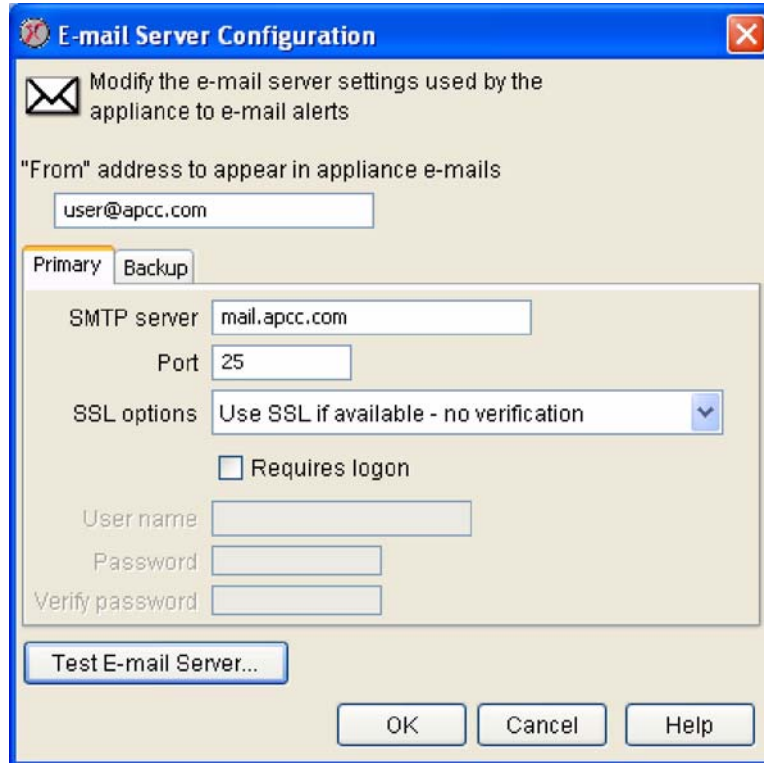 E-mail Server Configuration
Modify the e-mail server settings used by the
appliance to e-mail alerts
"From" address to appear in appliance e-mails
user@apcc.com
Primary Backup
SMTP server mail.apcc.com
Port 25
SSL options Use SSL if available - no verification
Requires logon
User name
Password
Verify password
Test E-mail Server...
OK Cancel Help